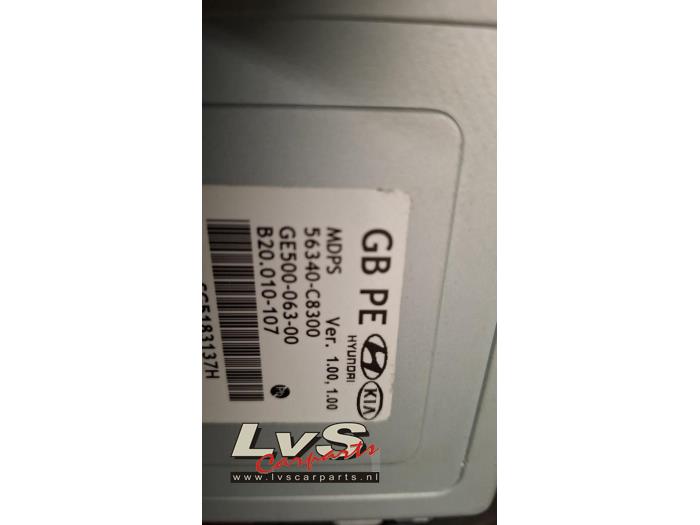 GB PE HYUNDAI KIA
MDPS Ver. 1.00, 1.00
56340-C8300
GE500-063-00
B20.010-107
5183137H
LvS
Carparts
www.lvscarparts.nl